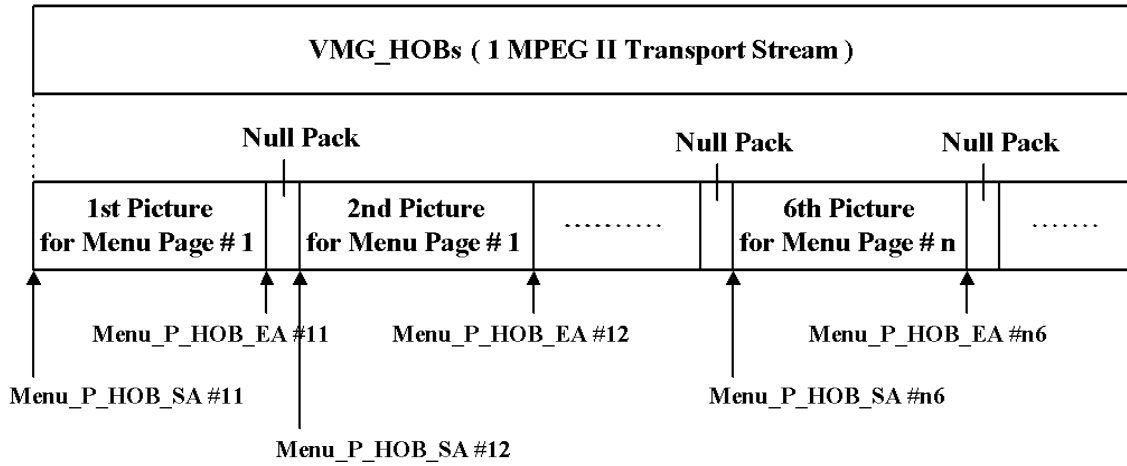 VMG_HOBs ( 1 MPEG II Transport Stream )
Null Pack
Null Pack
Null Pack
1st Picture
for Menu Page # 1
2nd Picture
for Menu Page # 1
..........
6th Picture
for Menu Page # n
.......
Menu_P_HOB_EA #11
Menu_P_HOB_EA #12
Menu_P_HOB_EA #n6
Menu_P_HOB_SA #11
Menu_P_HOB_SA #n6
Menu_P_HOB_SA #12